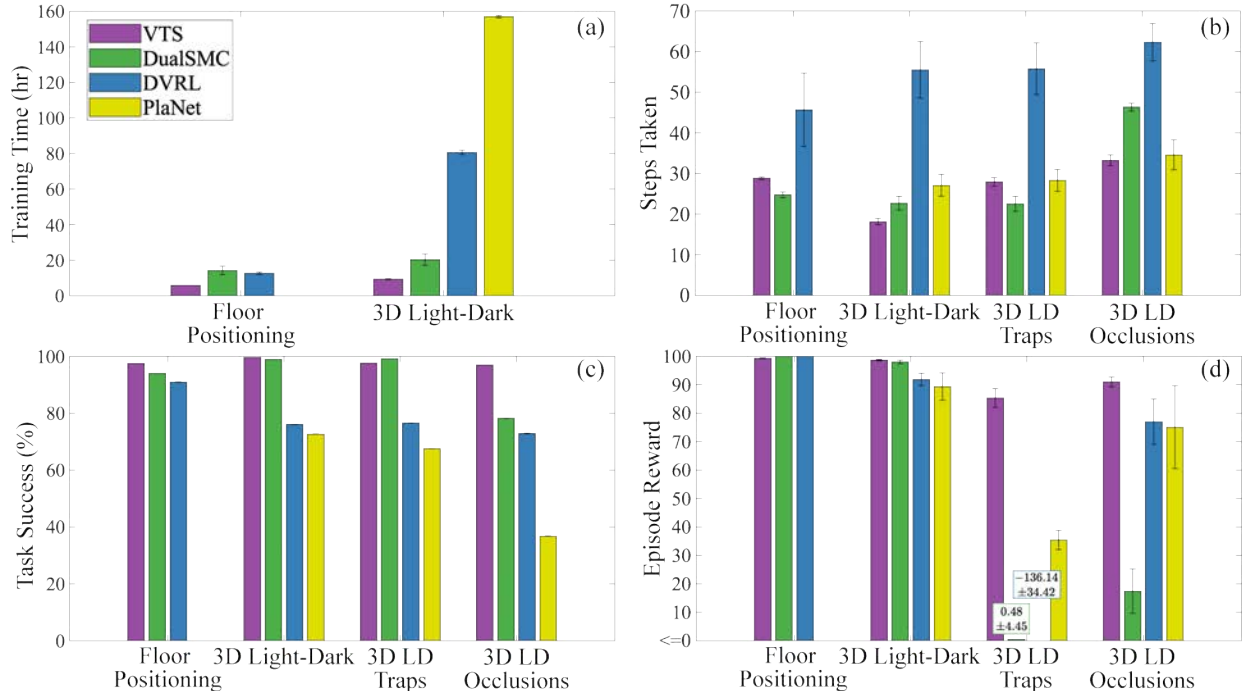 (a)
VTS
DualSMC
DVRL
PlaNet
Training Time (hr)
160
140
120
100
80
60
40
20
0
Floor
Positioning
3D Light-Dark
(b)
Steps Taken
70
60
50
40
30
20
10
0
Floor
Positioning
3D Light-Dark
3D LD
Traps
3D LD
Occlusions
(c)
Task Success (%)
100
80
60
40
20
0
Floor
Positioning
3D Light-Dark
3D LD
Traps
3D LD
Occlusions
(d)
Episode Reward
100
90
80
70
60
50
40
30
20
10
<=0
−136.14
±34.42
0.48
±4.45
Floor
Positioning
3D Light-Dark
3D LD
Traps
3D LD
Occlusions